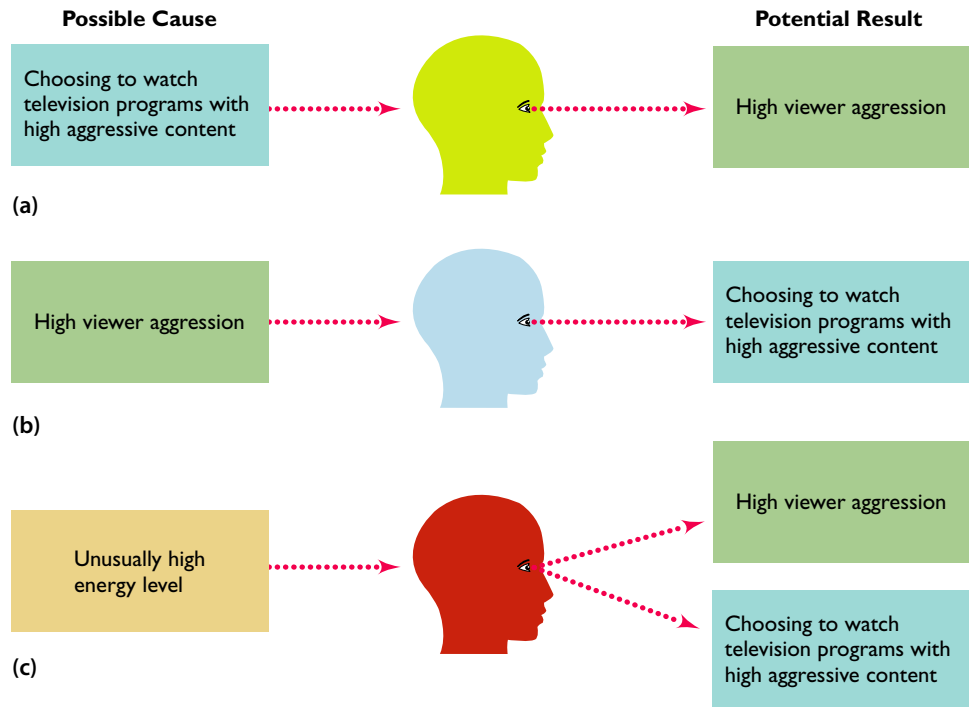 Possible Cause
Potential Result
Choosing to watch
television programs with
high aggressive content
High viewer aggression
(a)
High viewer aggression
Choosing to watch
television programs with
high aggressive content
(b)
Unusually high
energy level
High viewer aggression
Choosing to watch
television programs with
high aggressive content
(c)